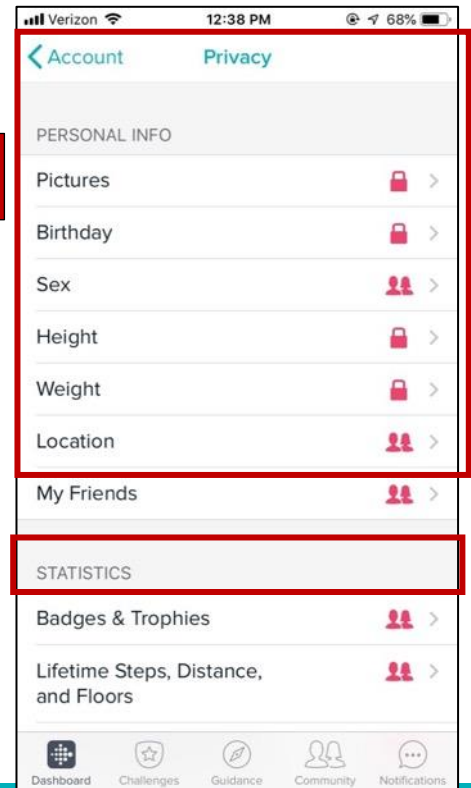 Verizon 12:38 PM 68%
Account Privacy
PERSONAL INFO
Pictures
Birthday
Sex
Height
Weight
Location
My Friends
STATISTICS
Badges & Trophies
Lifetime Steps, Distance,
and Floors
Dashboard Challenges Guidance Community Notifications